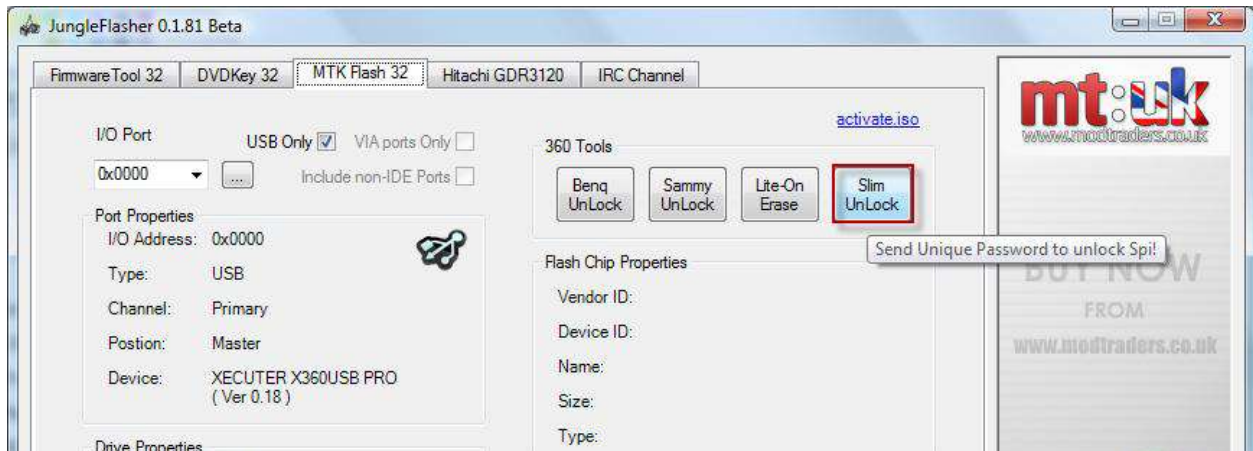 JungleFlasher 0.1.81 Beta
Firmware Tool 32 DVDKey 32 MTK Flash 32 Hitachi GDR3120 IRC Channel
I/O Port
USB Only VIA ports Only
0x0000 ... Include non-IDE Ports
Port Properties
I/O Address: 0x0000
Type: USB
Channel: Primary
Postion: Master
Device: XECUTER X360USB PRO
( Ver 0.18 )
Drive Properties
activate.iso
360 Tools
Benq UnLock
Sammy UnLock
Lite-On Erase
Slim UnLock
Send Unique Password to unlock Spi!
Flash Chip Properties
Vendor ID:
Device ID:
Name:
Size:
Type:
mt:uk
www.modtraders.co.uk
BUY NOW
FROM
www.modtraders.co.uk